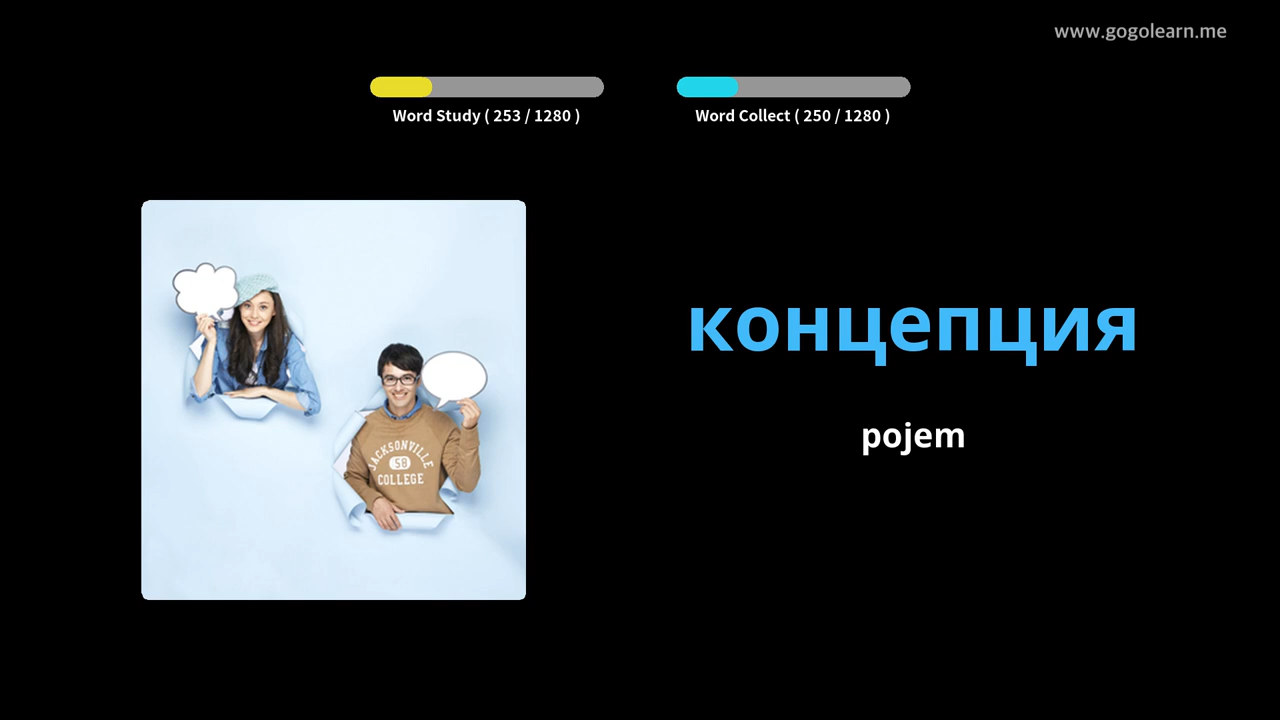 www.gogolearn.me
Word Study ( 253 / 1280 )
Word Collect ( 250 / 1280 )
концепция
pojem
JACKSONVILLE
58
COLLEGE